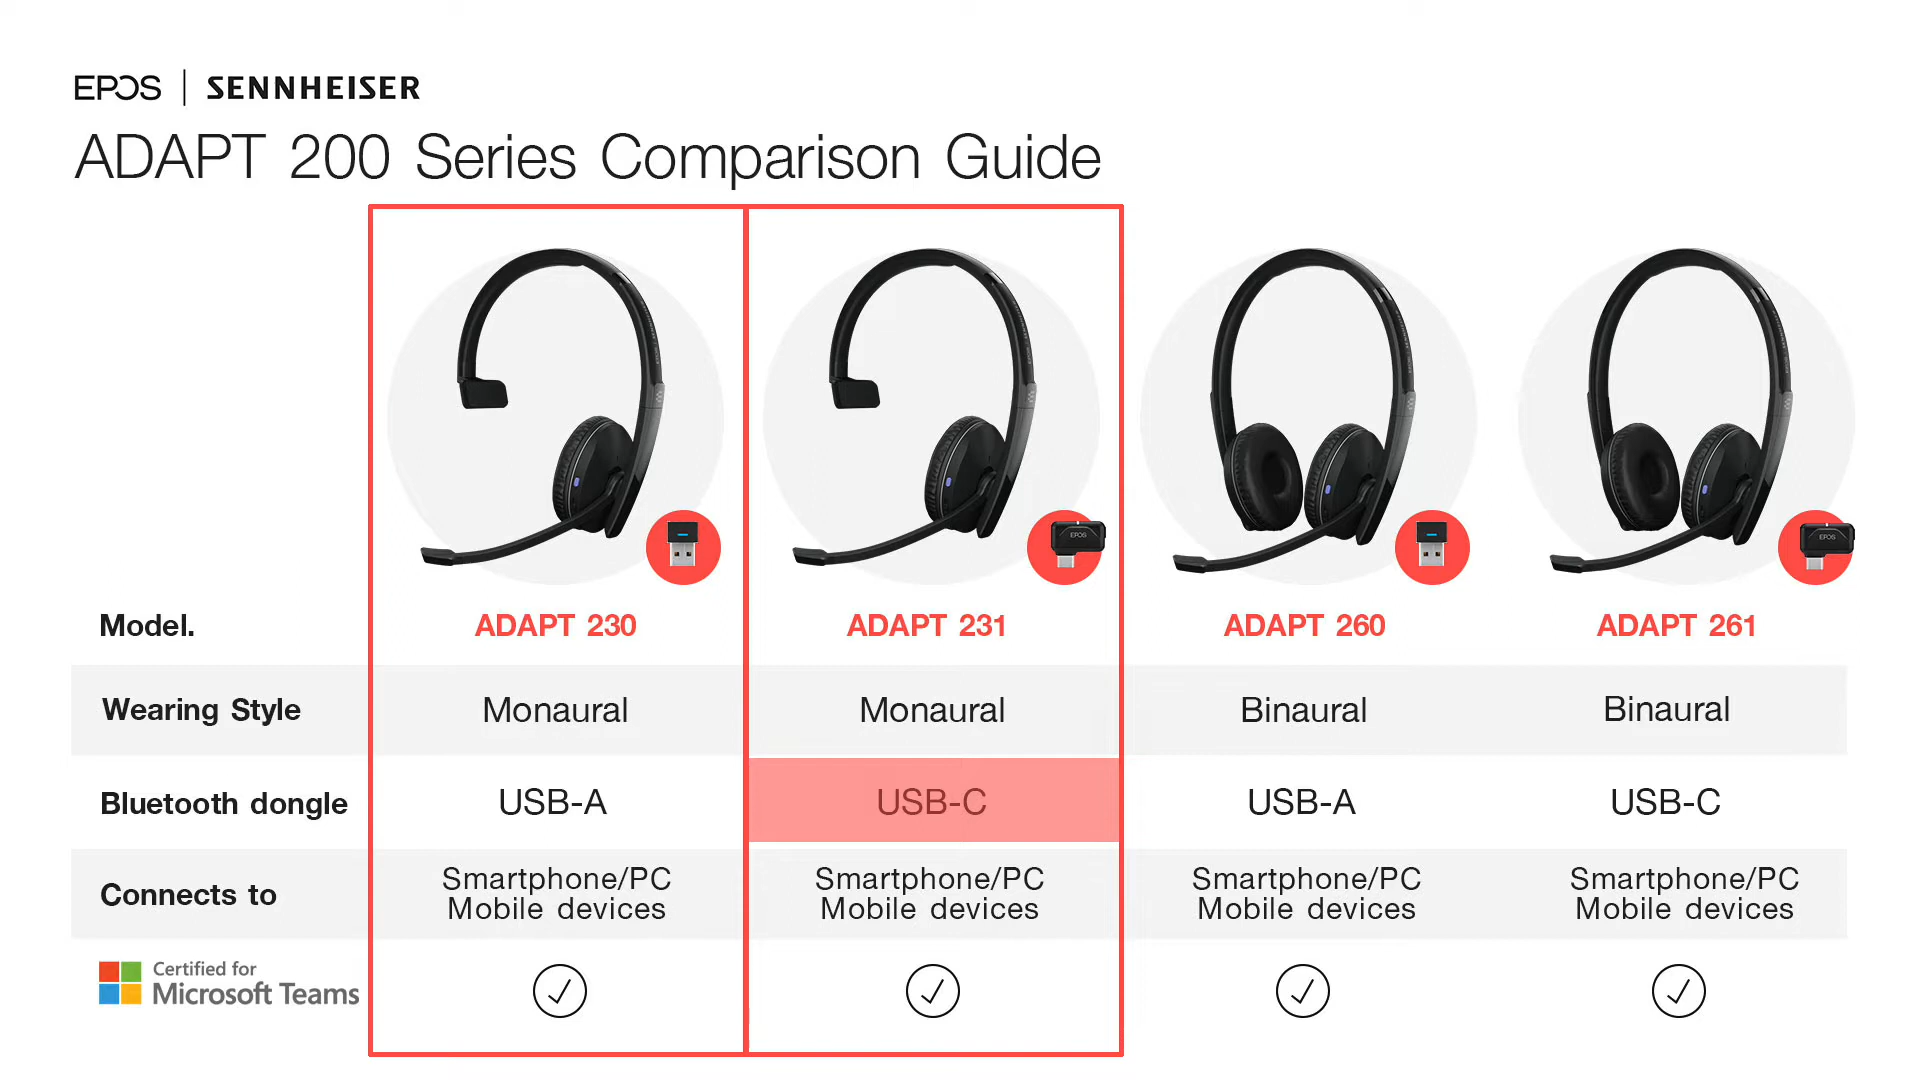 EPOS | SENNHEISER
ADAPT 200 Series Comparison Guide
EPOS
EPOS
Model.
ADAPT 230
ADAPT 231
ADAPT 260
ADAPT 261
Wearing Style
Monaural
Monaural
Binaural
Binaural
Bluetooth dongle
USB-A
USB-C
USB-A
USB-C
Connects to
Smartphone/PC
Mobile devices
Smartphone/PC
Mobile devices
Smartphone/PC
Mobile devices
Smartphone/PC
Mobile devices
Certified for
Microsoft Teams